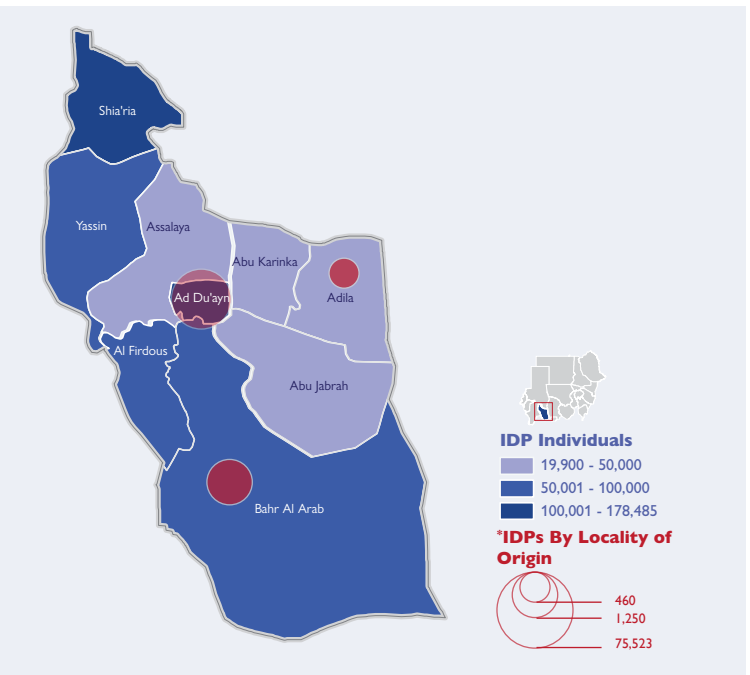 Shia'ria
Yassin
Assalaya
Abu Karinka
Ad Du'ayn
Adila
Al Firdous
Abu Jabrah
Bahr Al Arab
IDP Individuals
19,900 - 50,000
50,001 - 100,000
100,001 - 178,485
*IDPs By Locality of
Origin
460
1,250
75,523